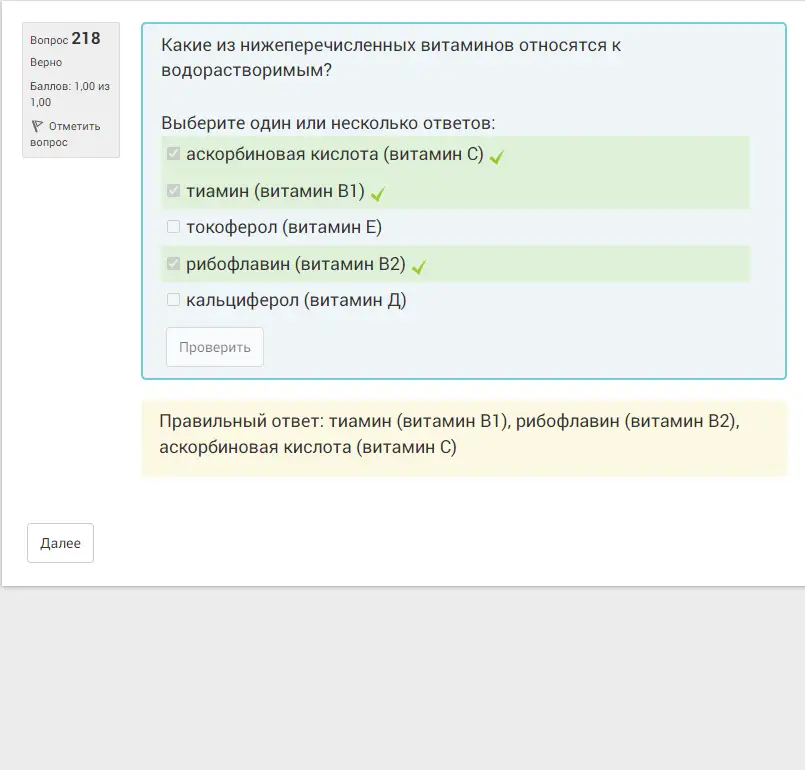 Вопрос 218
Верно
Баллов: 1,00 из
1,00
Отметить
вопрос
Какие из нижеперечисленных витаминов относятся к
водорастворимым?
Выберите один или несколько ответов:
аскорбиновая кислота (витамин С)
тиамин (витамин В1)
токоферол (витамин Е)
рибофлавин (витамин В2)
кальциферол (витамин Д)
Проверить
Правильный ответ: тиамин (витамин В1), рибофлавин (витамин В2),
аскорбиновая кислота (витамин С)
Далее